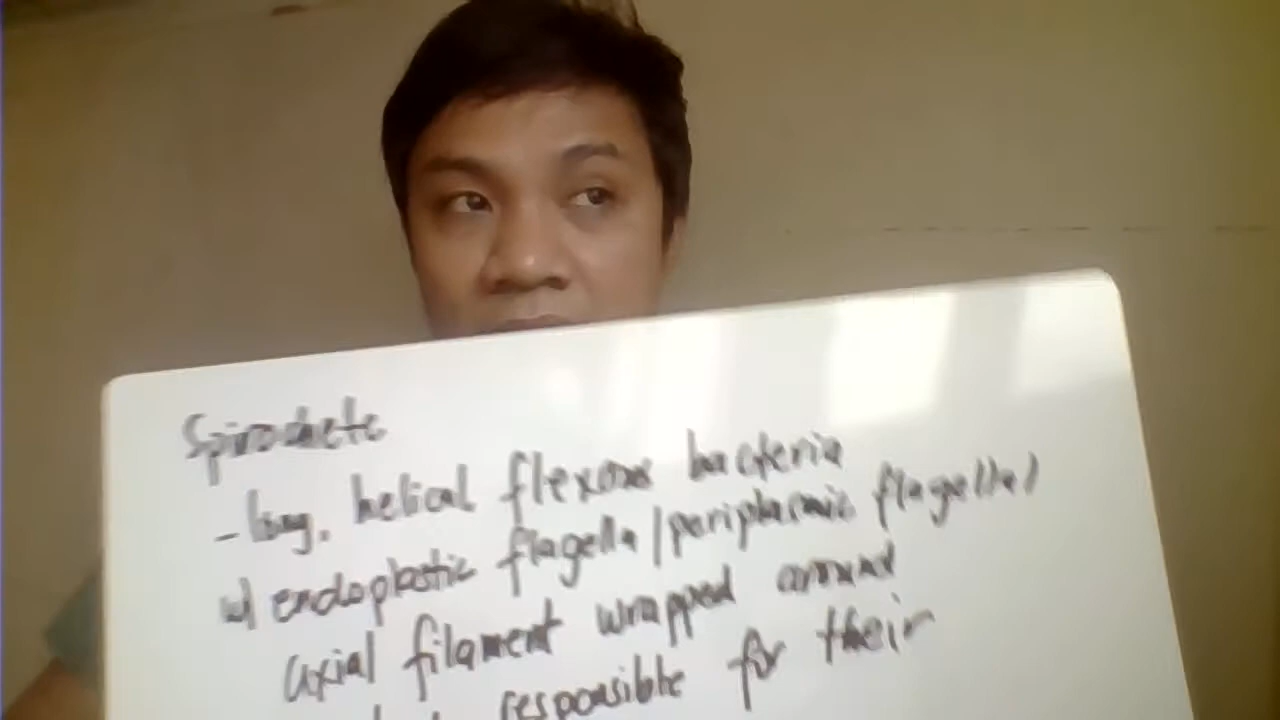 Spirochete
- long, helical flexous bacteria
w/ endoplastic flagella/periplasmic flagella/
axial filament wrapped around
responsible for their